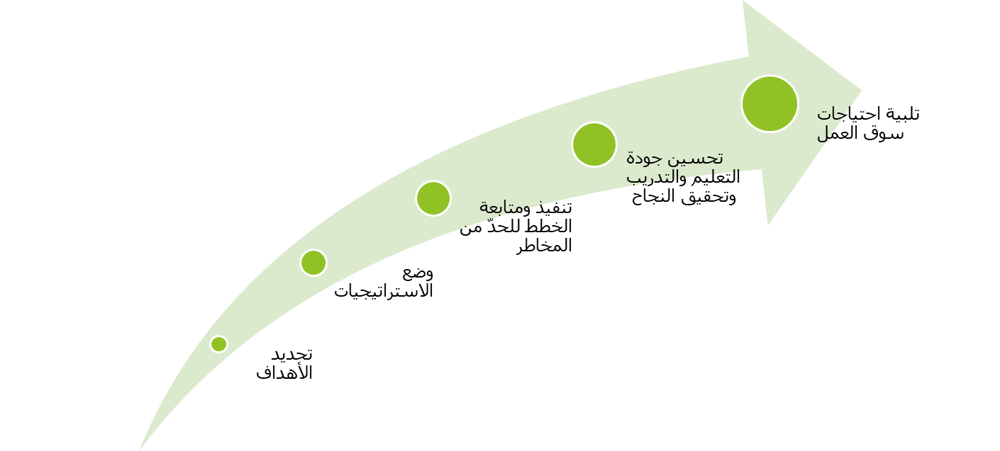 تحديد
الأهداف
وضع
الاستراتيجيات
تنفيذ ومتابعة
الخطط للحدّ من
المخاطر
تحسين جودة
التعليم والتدريب
وتحقيق النجاح
تلبية احتياجات
سوق العمل